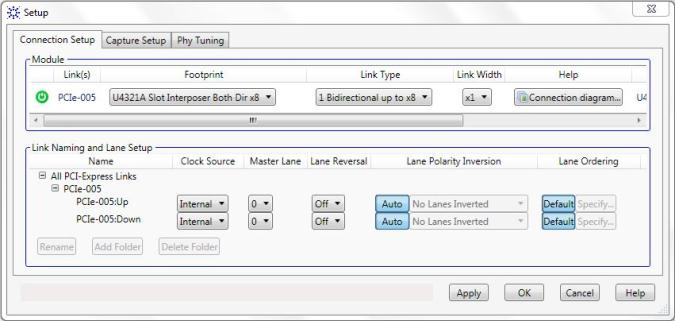 Setup
Connection Setup Capture Setup Phy Tuning
Module
Link(s) Footprint Link Type Link Width Help
PCIe-005 U4321A Slot Interposer Both Dir x8 1 Bidirectional up to x8 x1 Connection diagram... U4
Link Naming and Lane Setup
Name Clock Source Master Lane Lane Reversal Lane Polarity Inversion Lane Ordering
All PCI-Express Links
PCIe-005
PCIe-005:Up Internal 0 Off Auto No Lanes Inverted Default Specify...
PCIe-005:Down Internal 0 Off Auto No Lanes Inverted Default Specify...
Rename Add Folder Delete Folder
Apply OK Cancel Help